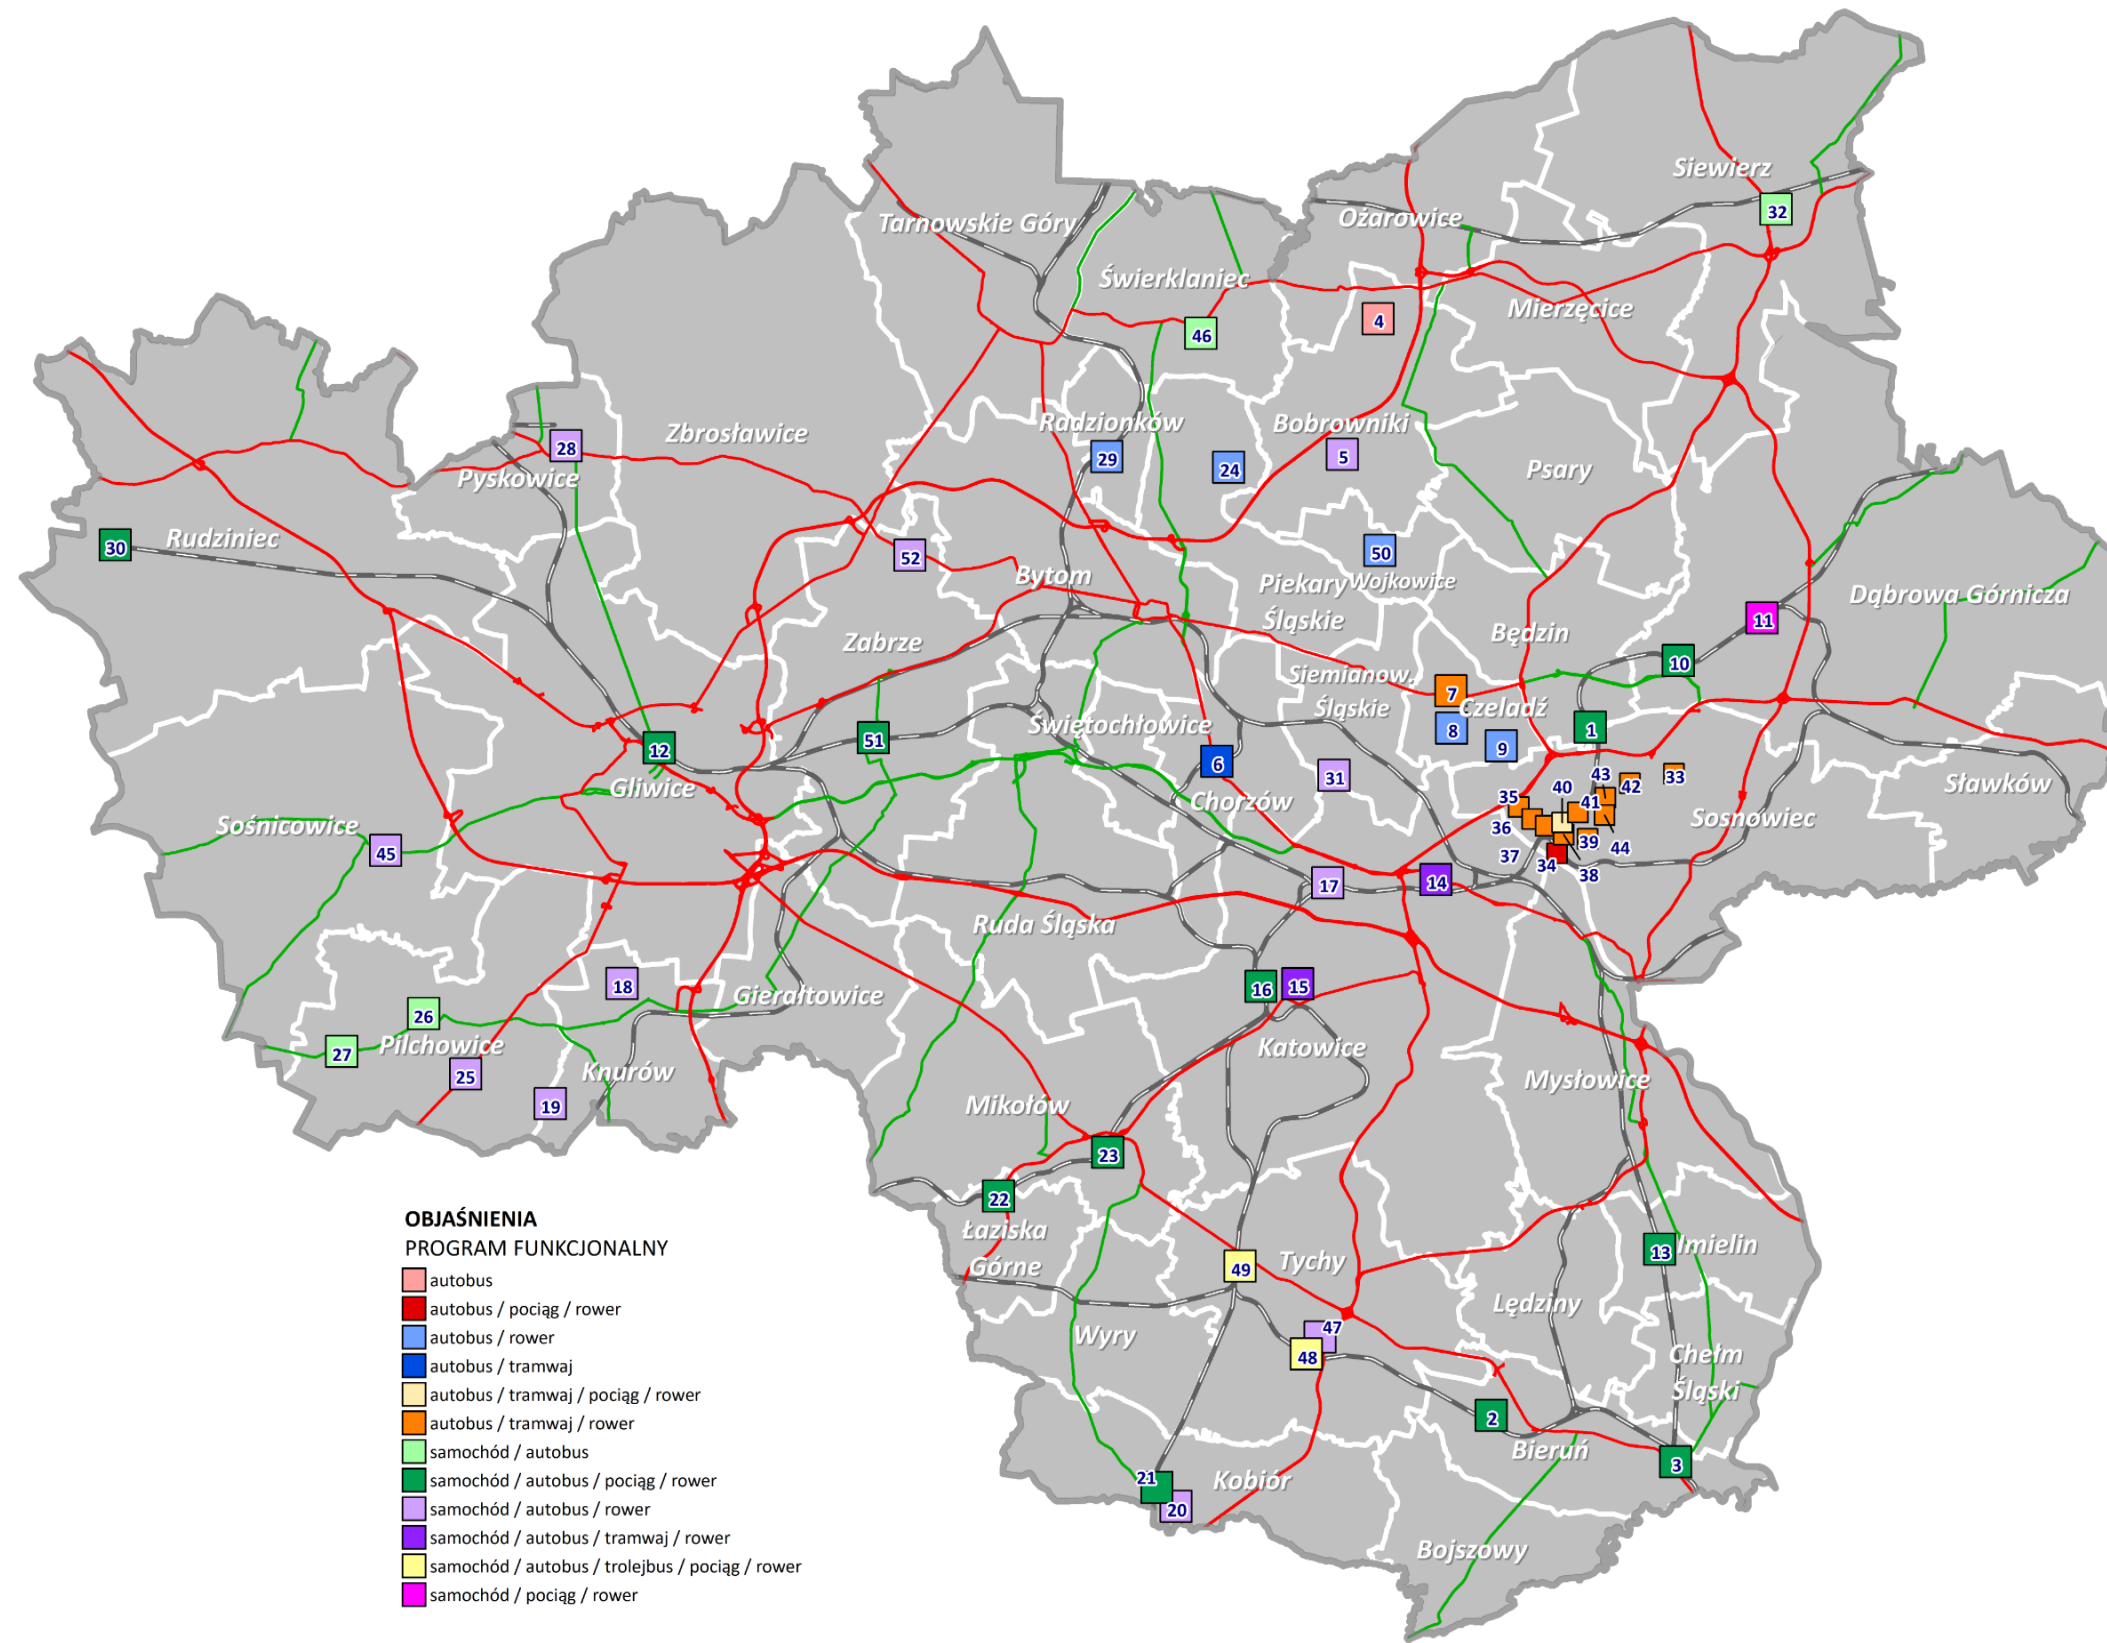 Siewierz
32
Tarnowskie Góry
Ożarowice
Świerklaniec
Mierzęcice
4
46
Radzionków
Bobrowniki
Zbrosławice
28
29
24
5
Psary
Pyskowice
Rudziniec
30
52
50
Bytom
Piekary
Śląskie
Wojkowice
Dąbrowa Górnicza
11
Będzin
Zabrze
10
Siemianow.
Śląskie
7
Czeladź
8
9
1
Świętochłowice
51
12
6
31
Gliwice
Chorzów
43
42
33
40
41
35
36
Sławków
Sosnowiec
Sośnicowice
45
37
34
39
44
38
17
14
Ruda Śląska
18
16
15
Gierałtowice
26
27
Pilchowice
25
Knurów
19
Katowice
Mysłowice
Mikołów
23
22
Łaziska
Górne
13
Imielin
49
Tychy
Lędziny
47
48
Wyry
Chełm
Śląski
2
Bieruń
3
21
20
Kobiór
Bojszowy
OBJAŚNIENIA
PROGRAM FUNKCJONALNY
autobus
autobus / pociąg / rower
autobus / rower
autobus / tramwaj
autobus / tramwaj / pociąg / rower
autobus / tramwaj / rower
samochód / autobus
samochód / autobus / pociąg / rower
samochód / autobus / rower
samochód / autobus / tramwaj / rower
samochód / autobus / trolejbus / pociąg / rower
samochód / pociąg / rower